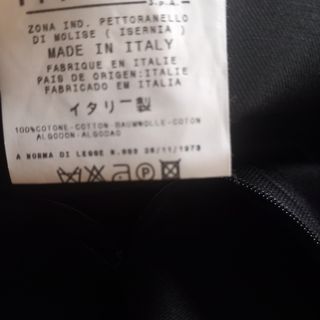 S.p.A.
ZONA IND. PETTORANELLO
DI MOLISE ( ISERNIA )
MADE IN ITALY
FABRIQUE EN ITALIE
PAIS DE ORIGEN:ITALIE
FABRICADO EM ITALIA
イタリー製
100%COTONE-COTTON-BAUMWOLLE-COTON
ALGODON-ALGODAO
A NORMA DI LEGGE N.883 26/11/1973